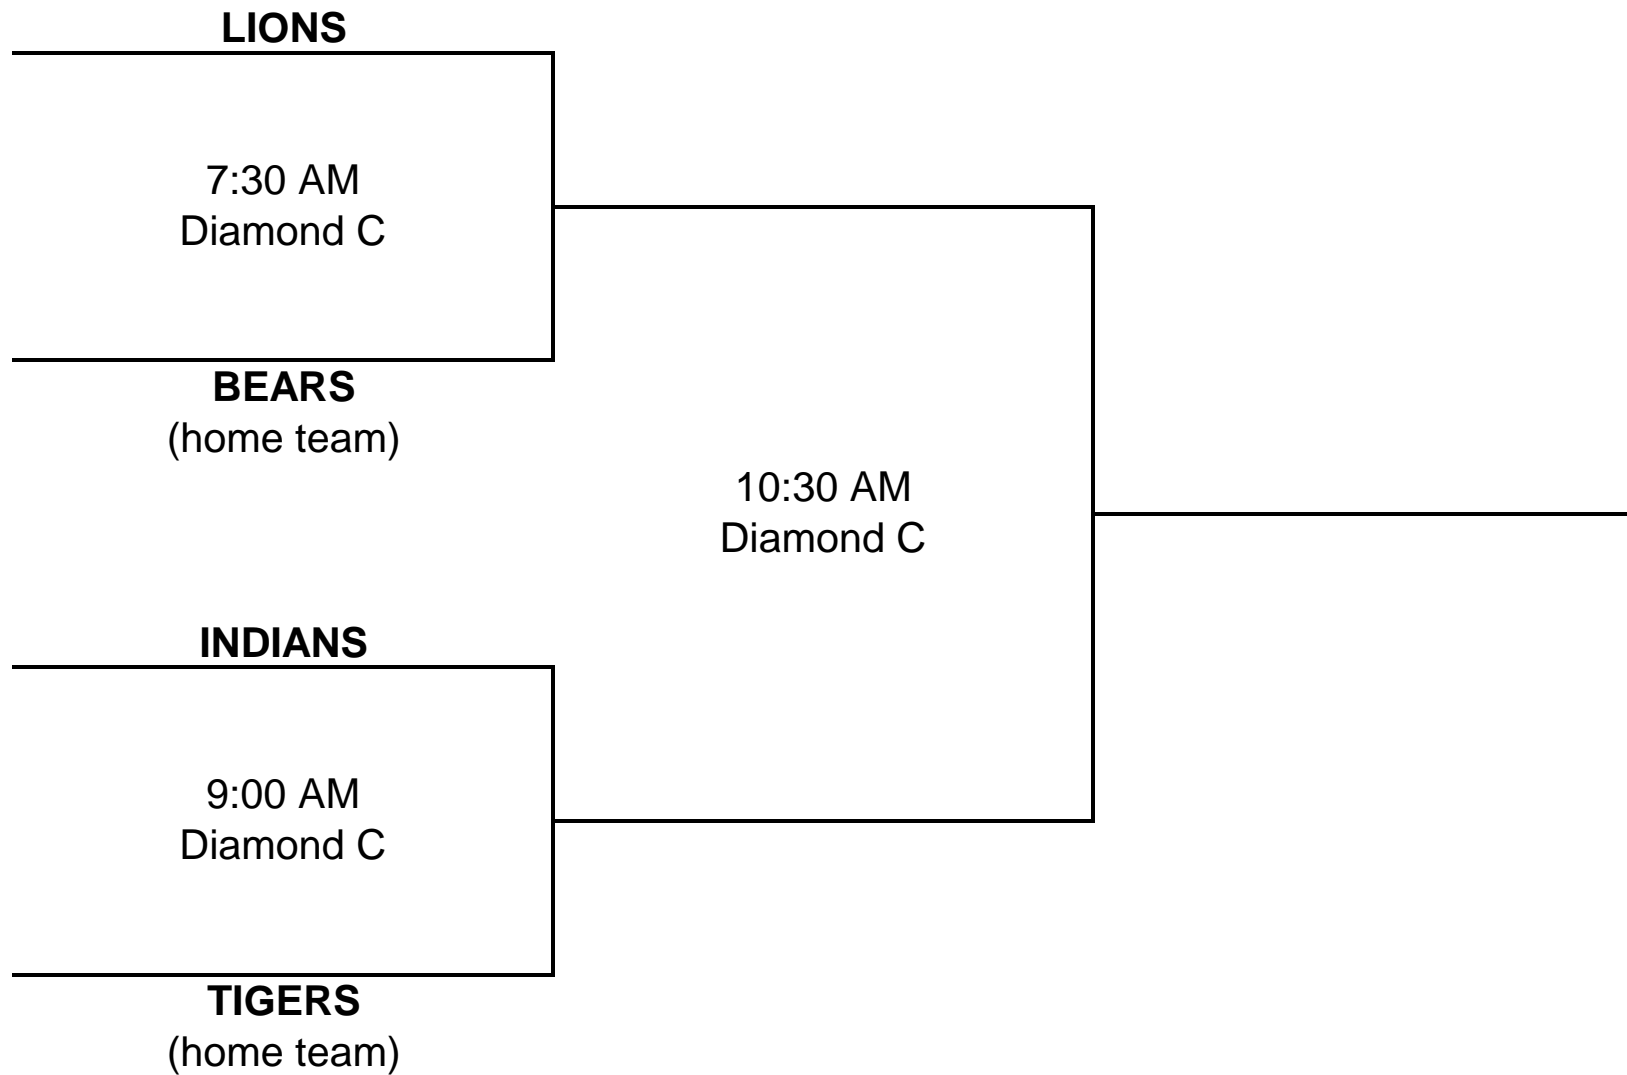 LIONS
7:30 AM
Diamond C
BEARS
(home team)
10:30 AM
Diamond C
INDIANS
9:00 AM
Diamond C
TIGERS
(home team)